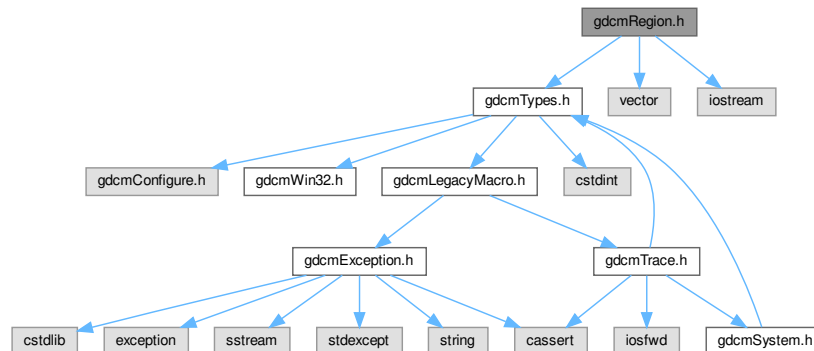 gdcmRegion.h
gdcmTypes.h
vector
iostream
gdcmConfigure.h
gdcmWin32.h
gdcmLegacyMacro.h
cstdint
gdcmException.h
gdcmTrace.h
cstdlib
exception
sstream
stdexcept
string
cassert
iosfwd
gdcmSystem.h